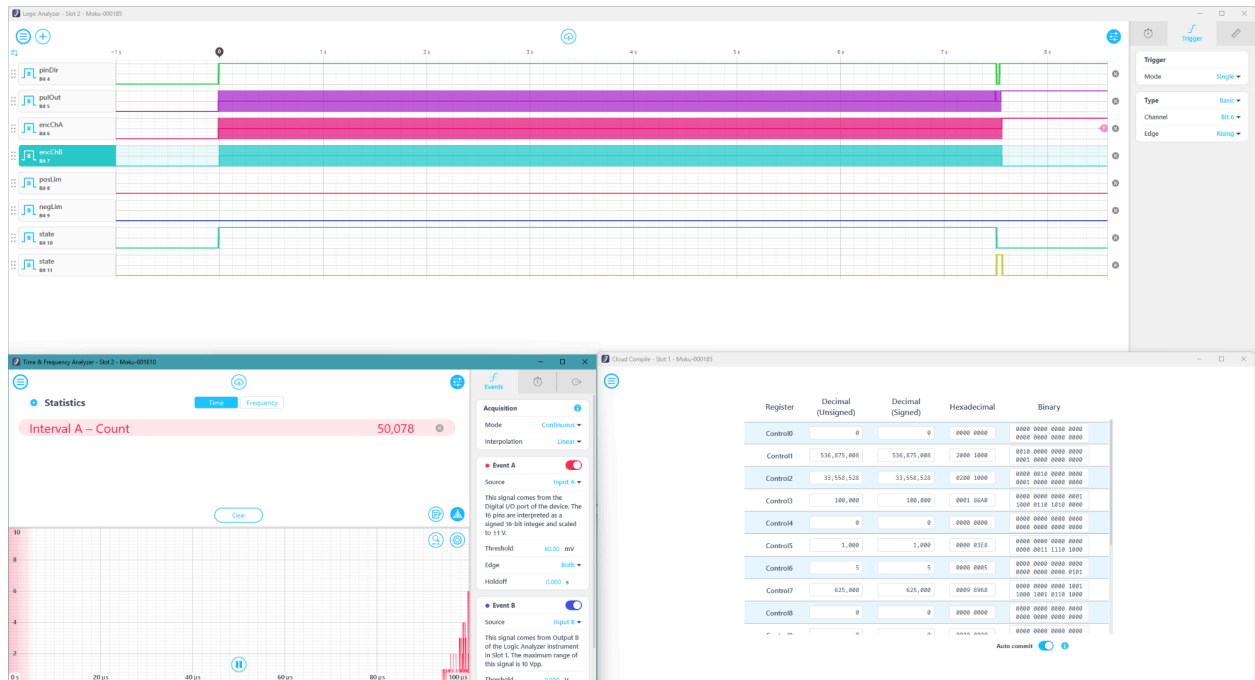 Logic Analyzer - Slot 2 - Moku-000185
-1 s 0 1 s 2 s 3 s 4 s 5 s 6 s 7 s 8 s
pinDir
Bit 4
pulOut
Bit 5
encChA
Bit 6
encChB
Bit 7
posLim
Bit 8
negLim
Bit 9
state
Bit 10
state
Bit 11
Trigger
Trigger
Mode Single
Type Basic
Channel Bit 6
Edge Rising
Time & Frequency Analyzer - Slot 2 - Moku-001610
Statistics Time Frequency
Interval A – Count 50,078
Clear
10
8
6
4
2
0 s 20 µs 40 µs 60 µs 80 µs 100 µs
Events
Acquisition
Mode Continuous
Interpolation Linear
Event A
Source Input A
This signal comes from the
Digital I/O port of the device. The
16 pins are interpreted as a
signed 16-bit integer and scaled
to ±1 V.
Threshold 60.00 mV
Edge Both
Holdoff 0.000 s
Event B
Source Input B
This signal comes from Output B
of the Logic Analyzer instrument
in Slot 1. The maximum range of
this signal is 10 Vpp.
Threshold 0.000 V
Cloud Compile - Slot 1 - Moku-000185
Register Decimal (Unsigned) Decimal (Signed) Hexadecimal Binary
Control0 0 0 0000 0000 0000 0000 0000 0000
0000 0000 0000 0000
Control1 536,875,008 536,875,008 2000 1000 0010 0000 0000 0000
0001 0000 0000 0000
Control2 33,558,528 33,558,528 0200 1000 0000 0010 0000 0000
0001 0000 0000 0000
Control3 100,000 100,000 0001 86A0 0000 0000 0000 0001
1000 0110 1010 0000
Control4 0 0 0000 0000 0000 0000 0000 0000
0000 0000 0000 0000
Control5 1,000 1,000 0000 03E8 0000 0000 0000 0000
0000 0011 1110 1000
Control6 5 5 0000 0005 0000 0000 0000 0000
0000 0000 0000 0101
Control7 625,000 625,000 0009 8968 0000 0000 0000 1001
1000 1001 0110 1000
Control8 0 0 0000 0000 0000 0000 0000 0000
0000 0000 0000 0000
0000 0000 0000 0000
Auto commit